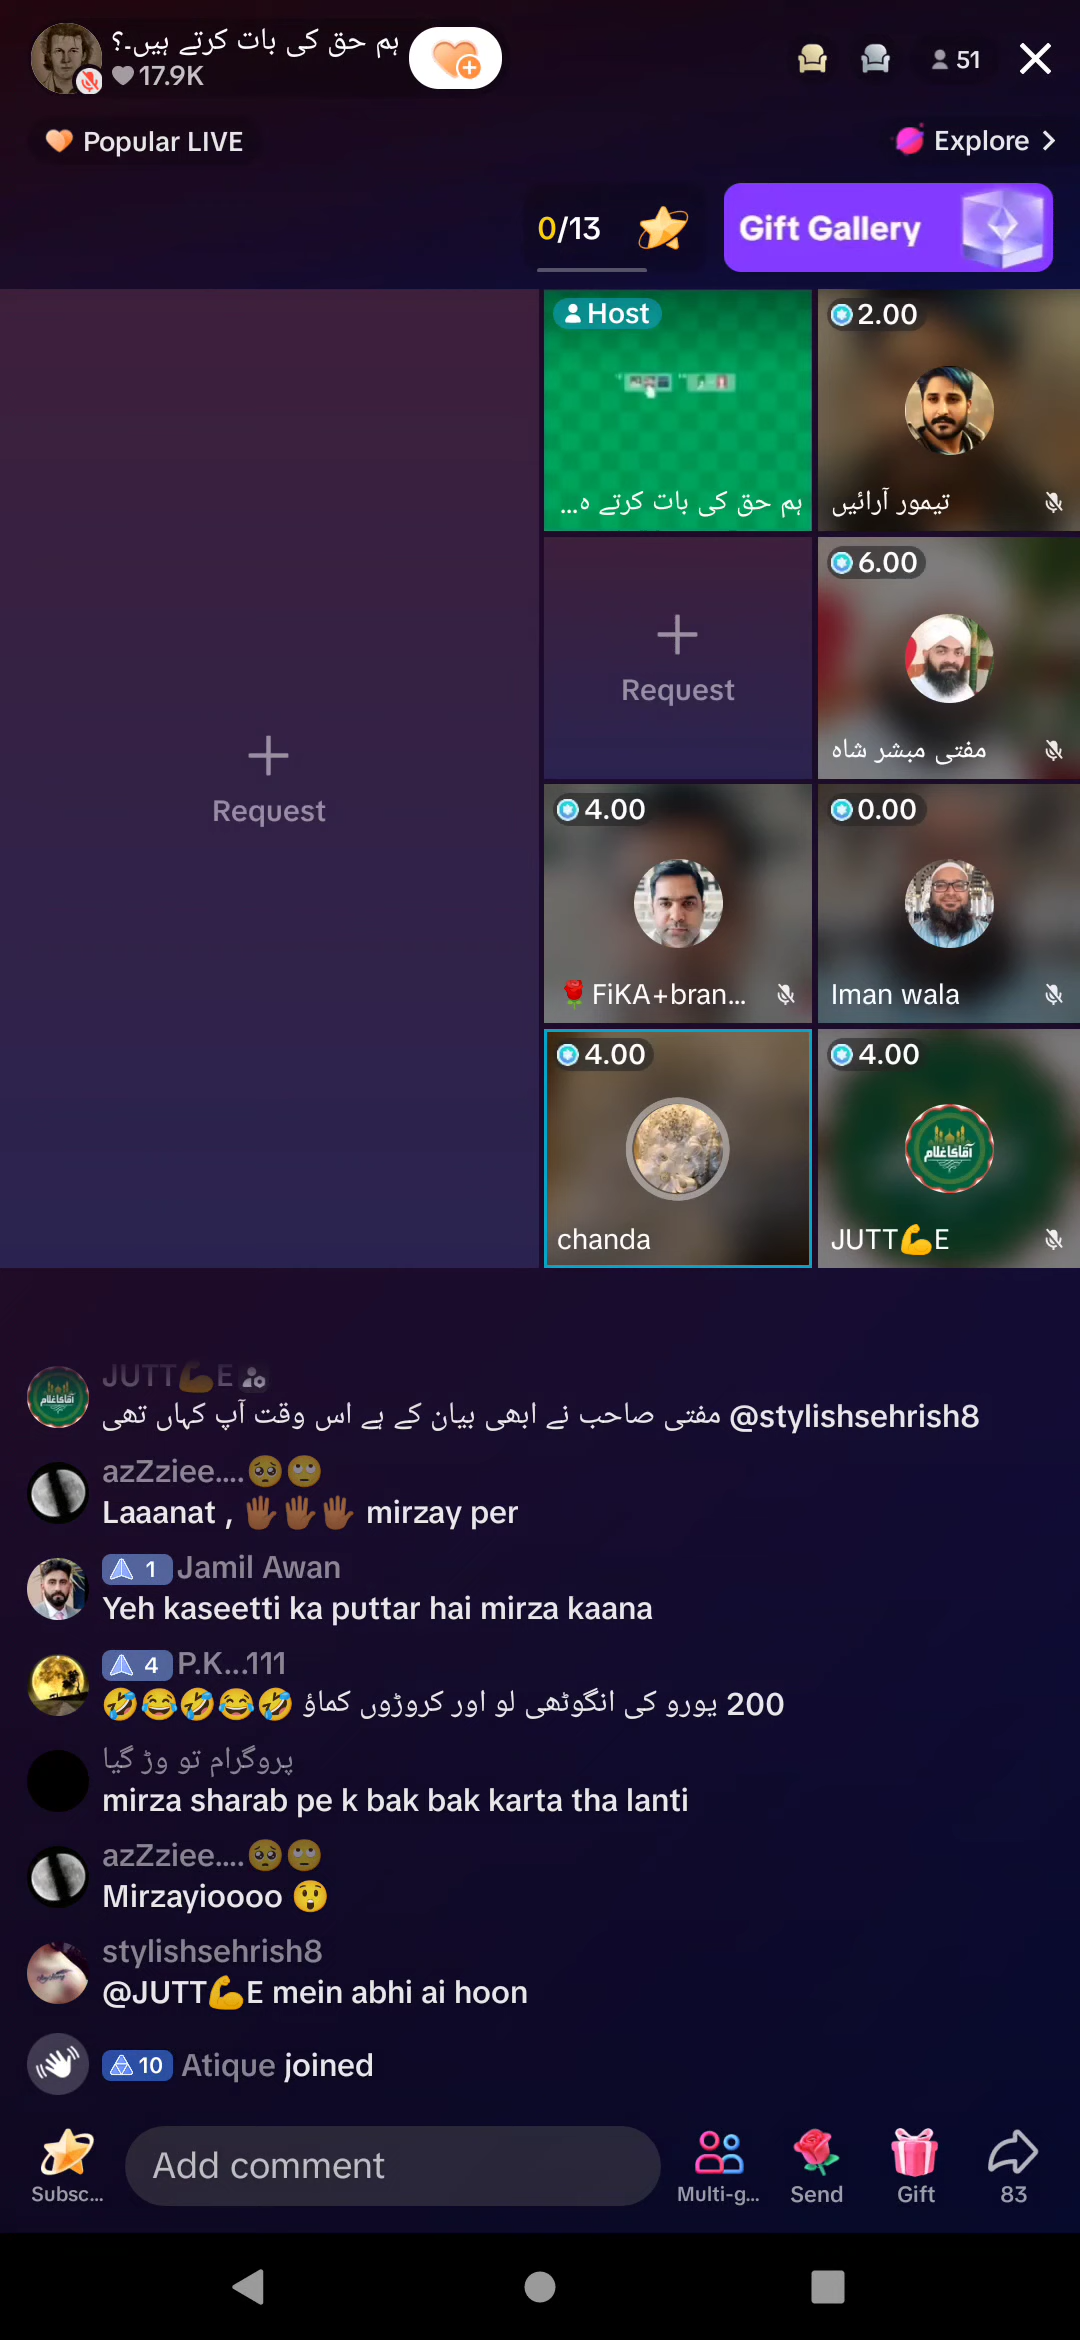 ہم حق کی بات کرتے ہیں۔؟
17.9K
51
Popular LIVE
Explore
0/13
Gift Gallery
Host
ہم حق کی بات کرتے ہ...
2.00
تیمور آرائیں
Request
Request
6.00
مفتی مبشر شاہ
4.00
🌹FiKA+bran...
0.00
Iman wala
4.00
chanda
4.00
آقا کا غلام
JUTT💪E
JUTT💪E
@stylishsehrish8 مفتی صاحب نے ابھی بیان کے ہے اس وقت آپ کہاں تھی
azZziee....🥺🙄
Laaanat , 🖐🏾🖐🏾🖐🏾 mirzay per
1 Jamil Awan
Yeh kaseetti ka puttar hai mirza kaana
4 P.K...111
200 یورو کی انگوٹھی لو اور کروڑوں کماؤ 🤣😂🤣😂🤣
پروگرام تو وڑ گیا
mirza sharab pe k bak bak karta tha lanti
azZziee....🥺🙄
Mirzayioooo 😲
stylishsehrish8
@JUTT💪E mein abhi ai hoon
10 Atique joined
Subsc...
Add comment
Multi-g...
Send
Gift
83